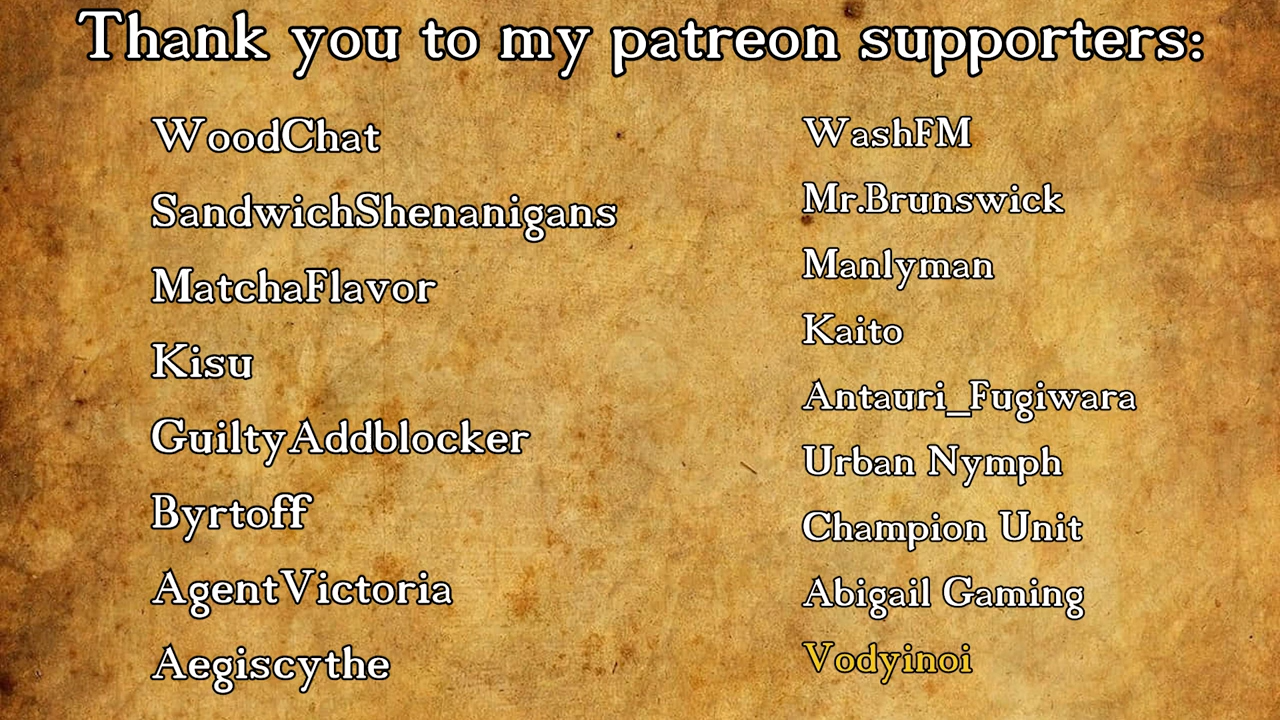 Thank you to my patreon supporters:
WoodChat
SandwichShenanigans
MatchaFlavor
Kisu
GuiltyAddblocker
Byrtoff
AgentVictoria
Aegiscythe
WashFM
Mr.Brunswick
Manlyman
Kaito
Antauri_Fugiwara
Urban Nymph
Champion Unit
Abigail Gaming
Vodyinoi